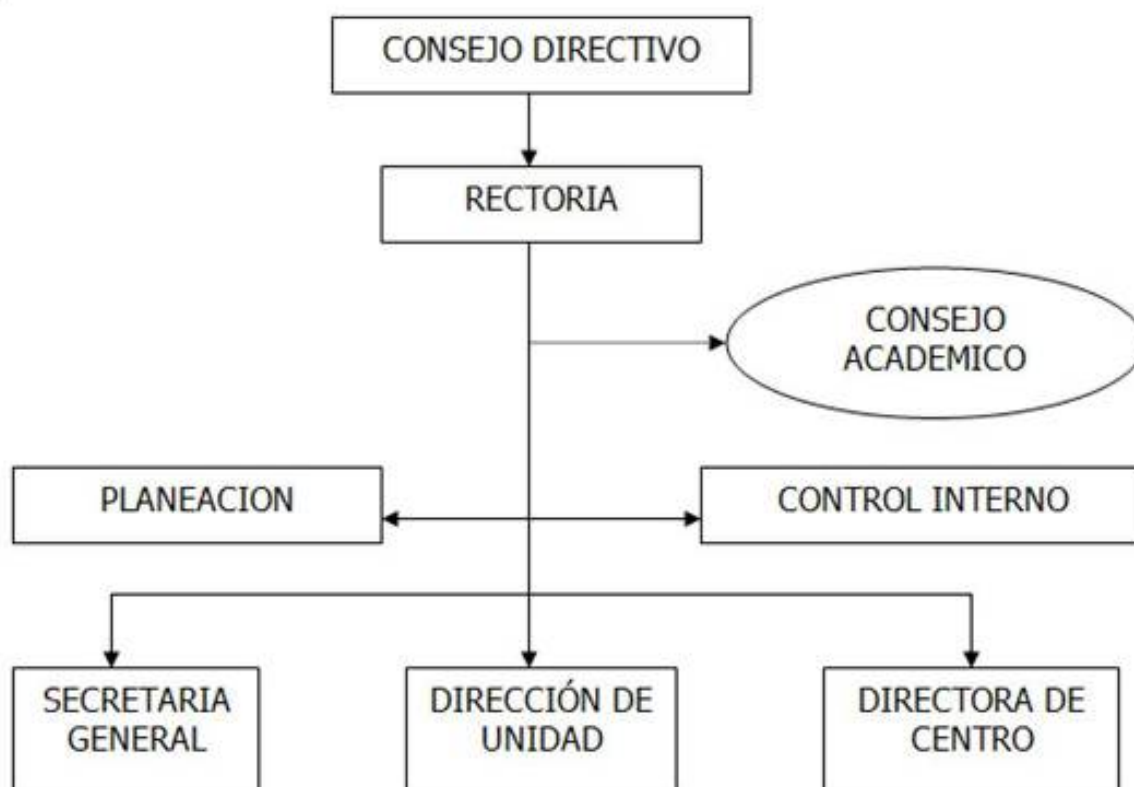 CONSEJO DIRECTIVO
RECTORIA
CONSEJO
ACADEMICO
PLANEACION
CONTROL INTERNO
SECRETARIA
GENERAL
DIRECCIÓN DE
UNIDAD
DIRECTORA DE
CENTRO